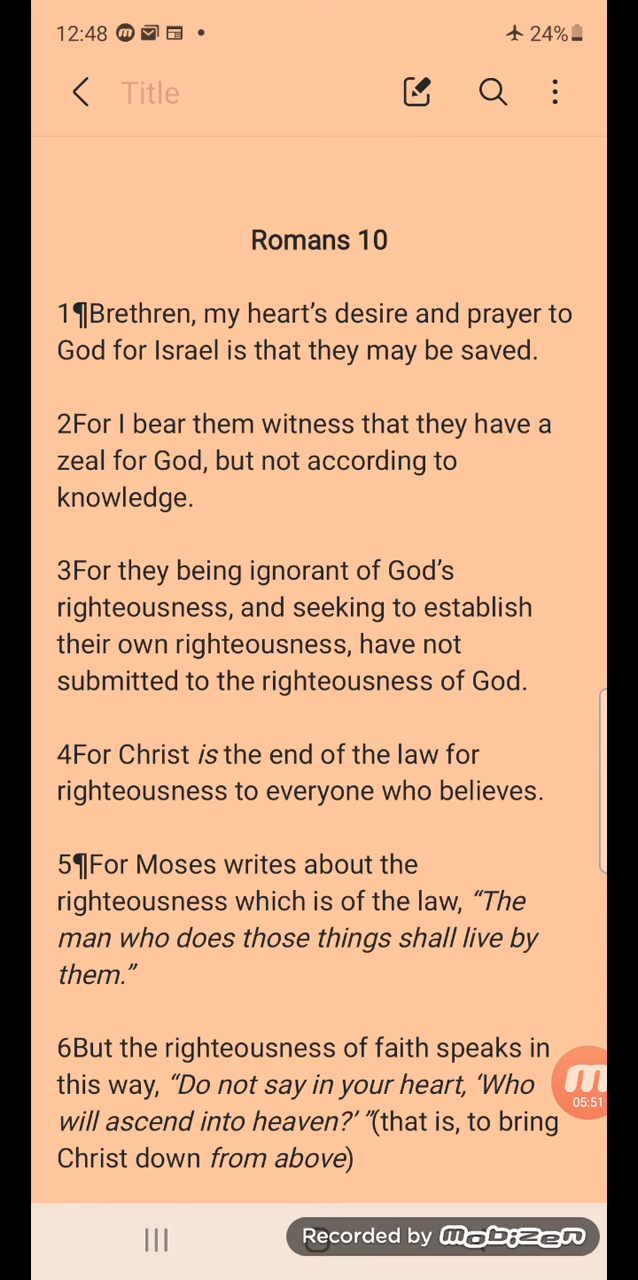 12:48
24%
Title
Romans 10
1¶Brethren, my heart’s desire and prayer to
God for Israel is that they may be saved.
2For I bear them witness that they have a
zeal for God, but not according to
knowledge.
3For they being ignorant of God’s
righteousness, and seeking to establish
their own righteousness, have not
submitted to the righteousness of God.
4For Christ is the end of the law for
righteousness to everyone who believes.
5¶For Moses writes about the
righteousness which is of the law, “The
man who does those things shall live by
them.”
6But the righteousness of faith speaks in
this way, “Do not say in your heart, ‘Who
will ascend into heaven?’ ”(that is, to bring
Christ down from above)
05:51
Recorded by mobizen